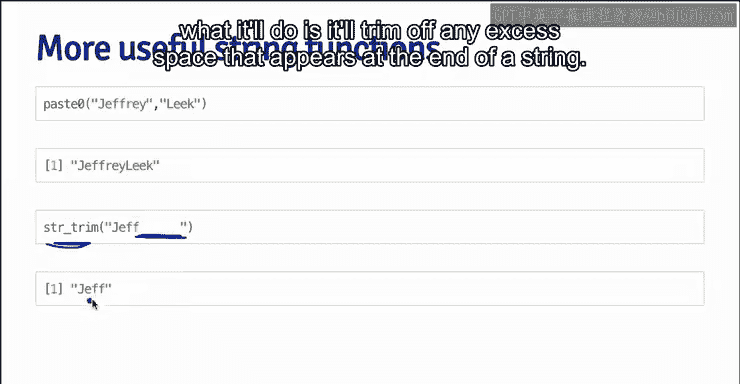 what it'll do is it'll trim off any excess
More useful string functions
space that appears at the end of a string.
paste0("Jeffrey","Leek")
[1] "JeffreyLeek"
str_trim("Jeff      ")
[1] "Jeff"